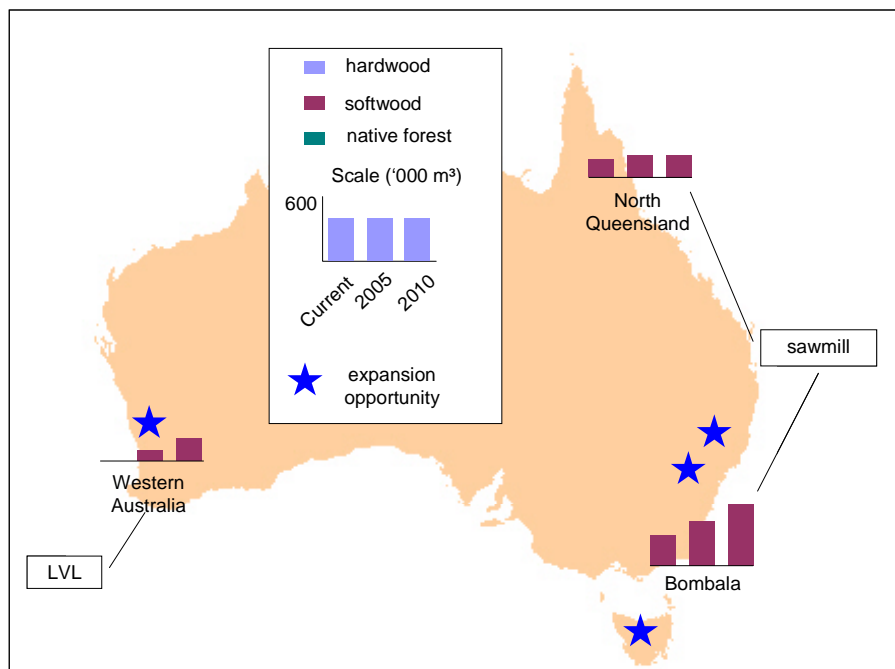 hardwood
softwood
native forest
Scale (‘000 m³)
600
Current
2005
2010
expansion
opportunity
North
Queensland
sawmill
Western
Australia
LVL
Bombala